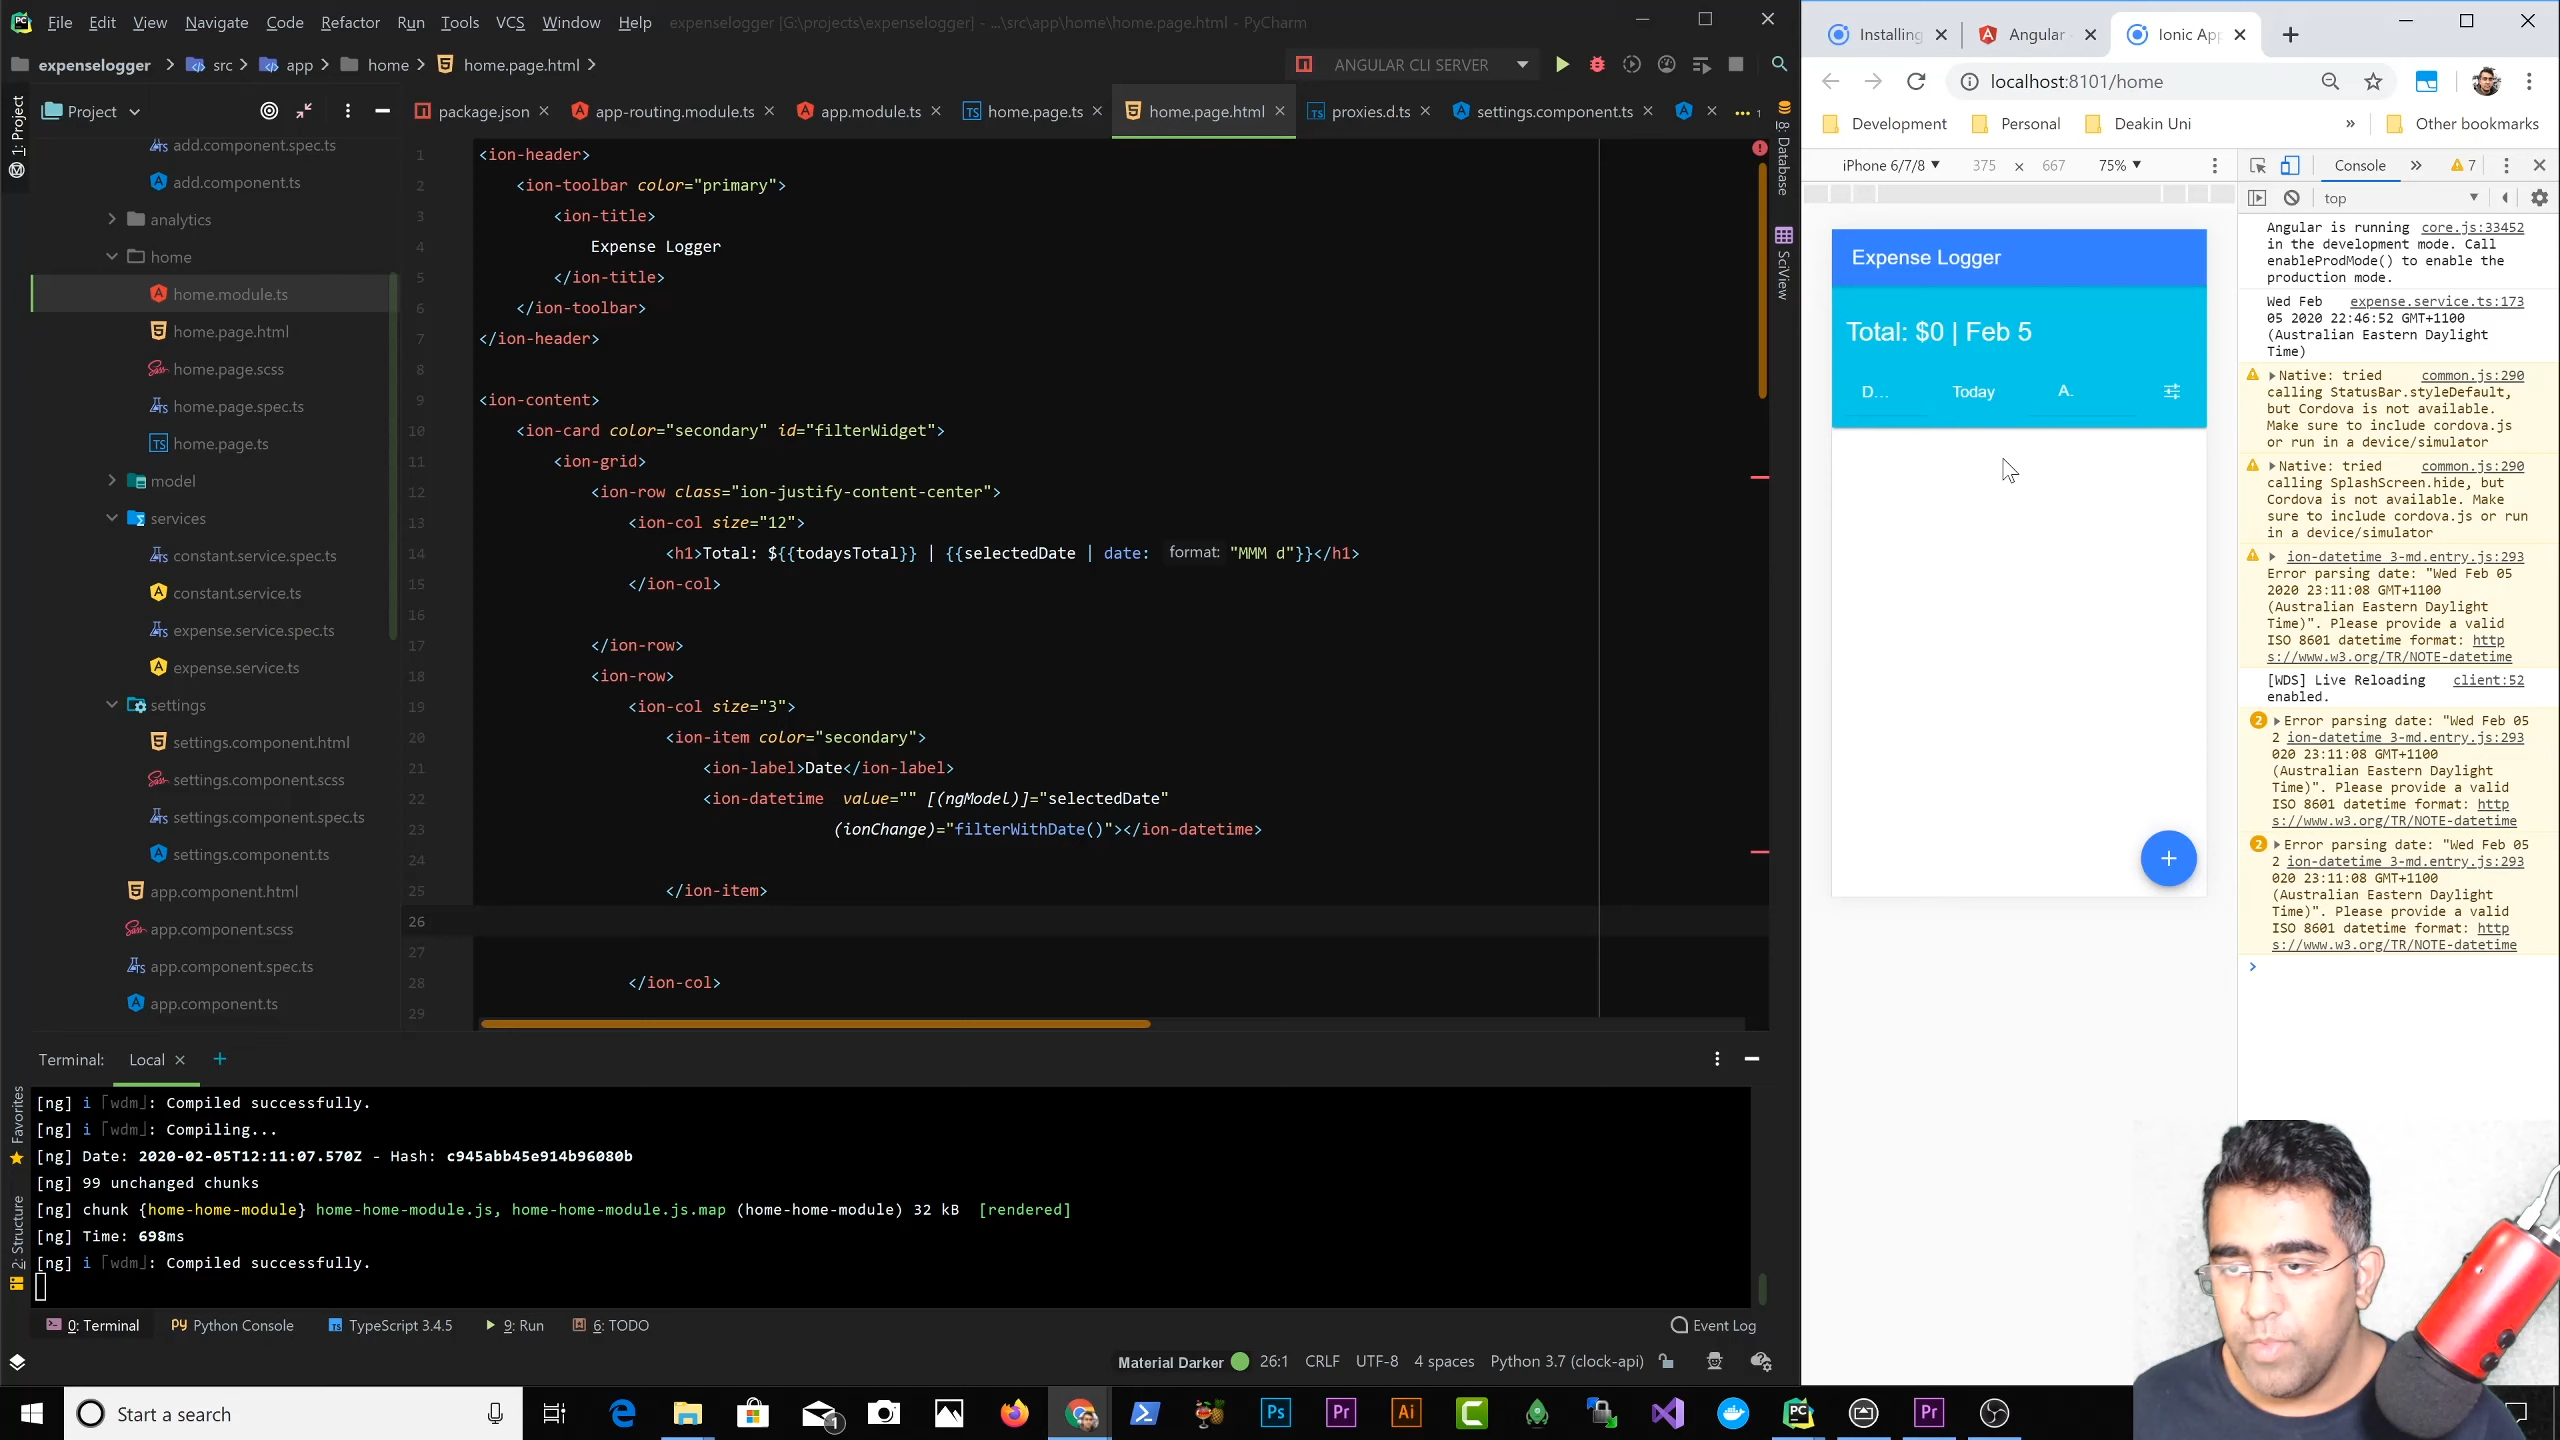 File Edit View Navigate Code Refactor Run Tools VCS Window Help expenselogger [G:\projects\expenselogger] - ...\src\app\home\home.page.html - PyCharm
expenselogger src app home home.page.html ANGULAR CLI SERVER
1: Project
Project
package.json app-routing.module.ts app.module.ts home.page.ts home.page.html proxies.d.ts settings.component.ts
8: Database
SciView
add.component.spec.ts
add.component.ts
analytics
home
home.module.ts
home.page.html
home.page.scss
home.page.spec.ts
home.page.ts
model
services
constant.service.spec.ts
constant.service.ts
expense.service.spec.ts
expense.service.ts
settings
settings.component.html
settings.component.scss
settings.component.spec.ts
settings.component.ts
app.component.html
app.component.scss
app.component.spec.ts
app.component.ts
1 <ion-header>
2 <ion-toolbar color="primary">
3 <ion-title>
4 Expense Logger
5 </ion-title>
6 </ion-toolbar>
7 </ion-header>
8
9 <ion-content>
10 <ion-card color="secondary" id="filterWidget">
11 <ion-grid>
12 <ion-row class="ion-justify-content-center">
13 <ion-col size="12">
14 <h1>Total: ${{todaysTotal}} | {{selectedDate | date: format: "MMM d"}}</h1>
15 </ion-col>
16
17 </ion-row>
18 <ion-row>
19 <ion-col size="3">
20 <ion-item color="secondary">
21 <ion-label>Date</ion-label>
22 <ion-datetime value="" [(ngModel)]="selectedDate"
23 (ionChange)="filterWithDate()"></ion-datetime>
24
25 </ion-item>
26
27
28 </ion-col>
29
Terminal: Local
[ng] i ｢wdm｣: Compiled successfully.
[ng] i ｢wdm｣: Compiling...
[ng] Date: 2020-02-05T12:11:07.570Z - Hash: c945abb45e914b96080b
[ng] 99 unchanged chunks
[ng] chunk {home-home-module} home-home-module.js, home-home-module.js.map (home-home-module) 32 kB [rendered]
[ng] Time: 698ms
[ng] i ｢wdm｣: Compiled successfully.
Favorites
2: Structure
0: Terminal Python Console TypeScript 3.4.5 9: Run 6: TODO Event Log
Material Darker 26:1 CRLF UTF-8 4 spaces Python 3.7 (clock-api)
Start a search
Installing Angular Ionic App
localhost:8101/home
Development Personal Deakin Uni » Other bookmarks
iPhone 6/7/8 375 × 667 75% Console » 7
top
Expense Logger
Total: $0 | Feb 5
D... Today A.
Angular is running core.js:33452
in the development mode. Call
enableProdMode() to enable the
production mode.
Wed Feb expense.service.ts:173
05 2020 22:46:52 GMT+1100
(Australian Eastern Daylight
Time)
Native: tried common.js:290
calling StatusBar.styleDefault,
but Cordova is not available.
Make sure to include cordova.js
or run in a device/simulator
Native: tried common.js:290
calling SplashScreen.hide, but
Cordova is not available. Make
sure to include cordova.js or run
in a device/simulator
ion-datetime 3-md.entry.js:293
Error parsing date: "Wed Feb 05
2020 23:11:08 GMT+1100
(Australian Eastern Daylight
Time)". Please provide a valid
ISO 8601 datetime format: http
s://www.w3.org/TR/NOTE-datetime
[WDS] Live Reloading client:52
enabled.
2 Error parsing date: "Wed Feb 05
2 ion-datetime 3-md.entry.js:293
020 23:11:08 GMT+1100
(Australian Eastern Daylight
Time)". Please provide a valid
ISO 8601 datetime format: http
s://www.w3.org/TR/NOTE-datetime
2 Error parsing date: "Wed Feb 05
2 ion-datetime 3-md.entry.js:293
020 23:11:08 GMT+1100
(Australian Eastern Daylight
Time)". Please provide a valid
ISO 8601 datetime format: http
s://www.w3.org/TR/NOTE-datetime